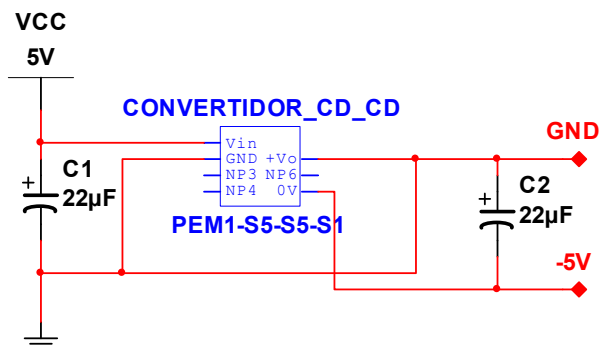 VCC
5V
CONVERTIDOR_CD_CD
Vin
GND +Vo
NP3 NP6
NP4 0V
PEM1-S5-S5-S1
+ C1
22µF
GND
+ C2
22µF
-5V